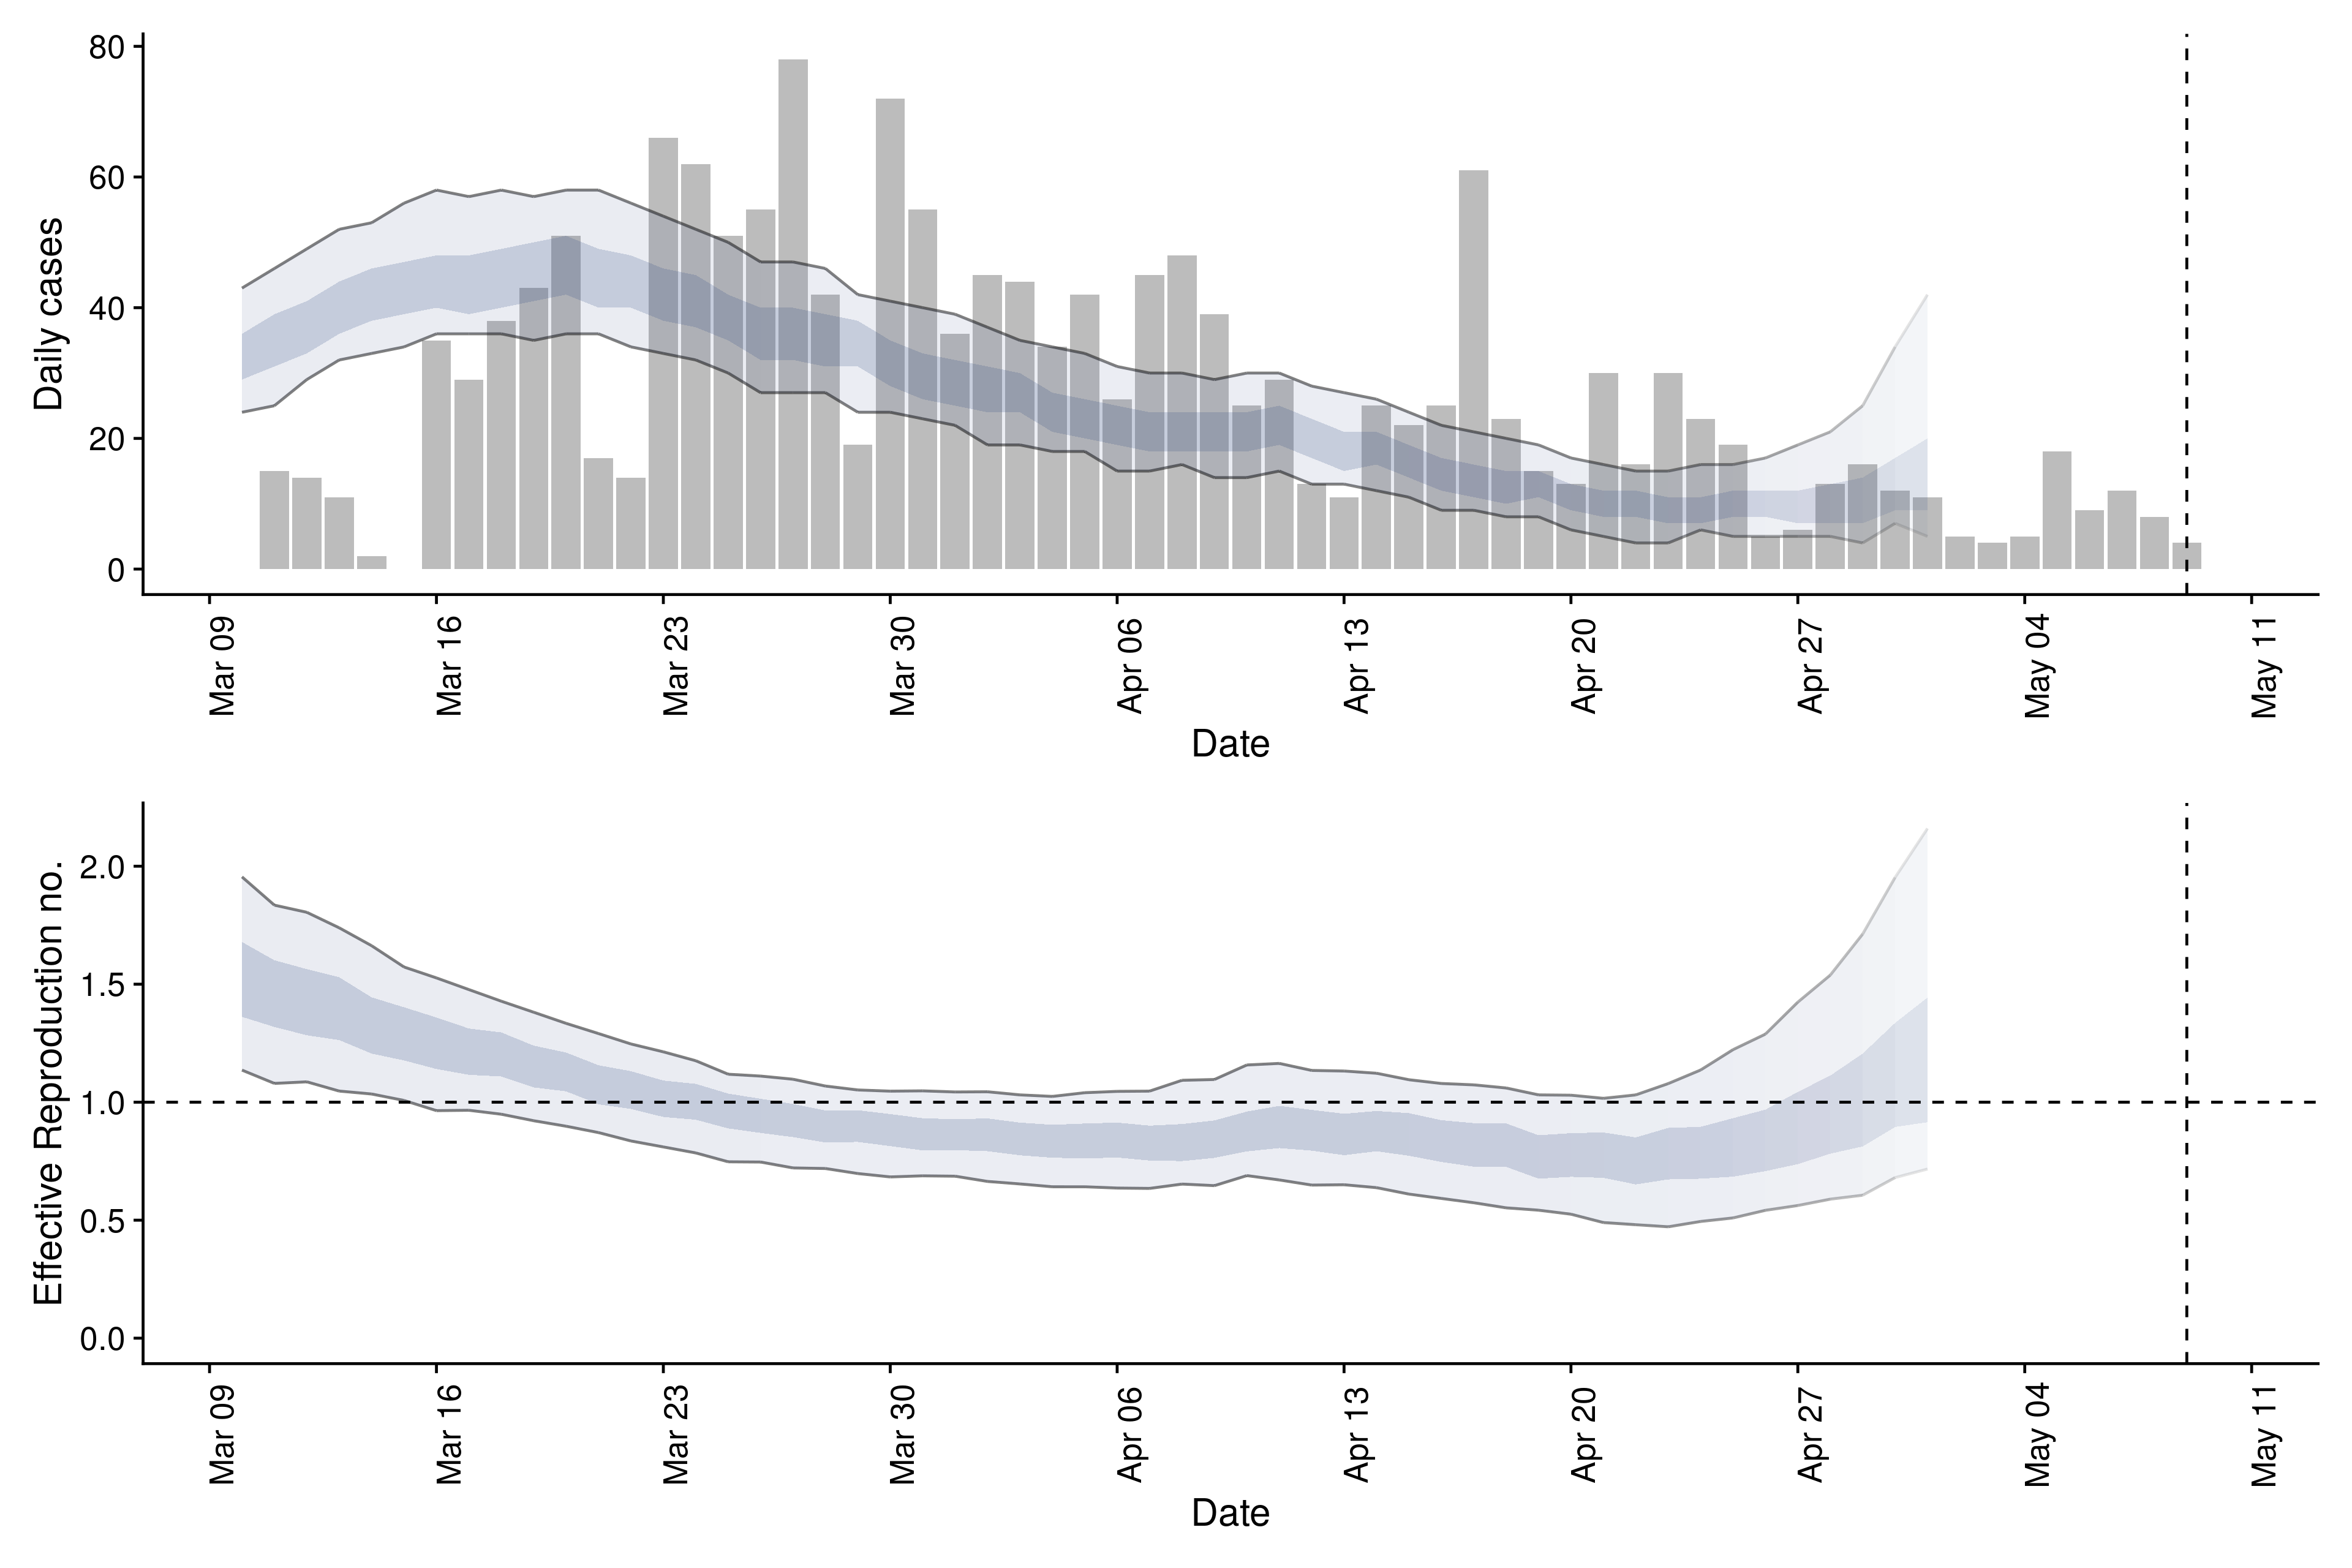 Daily cases
80
60
40
20
0
Mar 09
Mar 16
Mar 23
Mar 30
Apr 06
Apr 13
Apr 20
Apr 27
May 04
May 11
Date
Effective Reproduction no.
2.0
1.5
1.0
0.5
0.0
Mar 09
Mar 16
Mar 23
Mar 30
Apr 06
Apr 13
Apr 20
Apr 27
May 04
May 11
Date